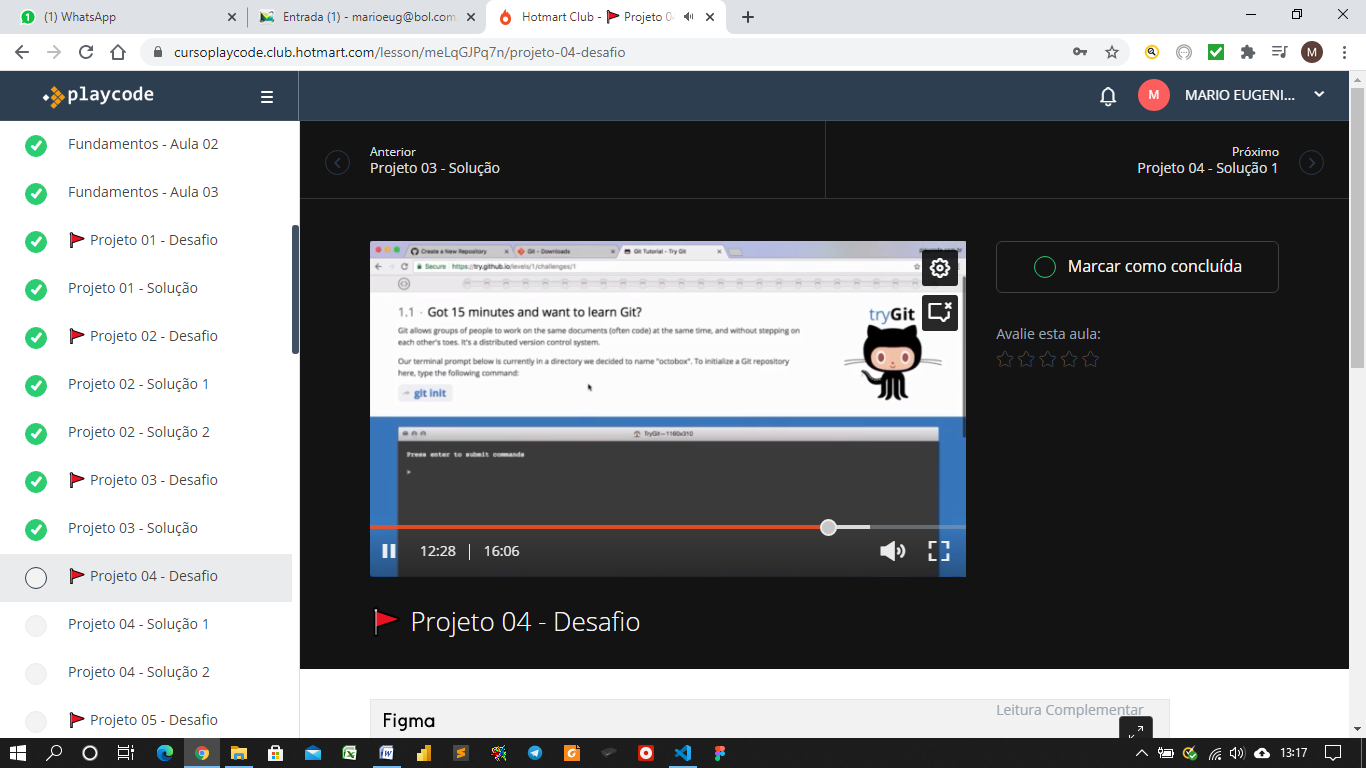 (1) WhatsApp
Entrada (1) - marioeug@bol.com
Hotmart Club - Projeto 04
cursoplaycode.club.hotmart.com/lesson/meLqGJPq7n/projeto-04-desafio
M
playcode
M
MARIO EUGENI...
Fundamentos - Aula 02
Fundamentos - Aula 03
Projeto 01 - Desafio
Projeto 01 - Solução
Projeto 02 - Desafio
Projeto 02 - Solução 1
Projeto 02 - Solução 2
Projeto 03 - Desafio
Projeto 03 - Solução
Projeto 04 - Desafio
Projeto 04 - Solução 1
Projeto 04 - Solução 2
Projeto 05 - Desafio
Anterior
Projeto 03 - Solução
Próximo
Projeto 04 - Solução 1
Create a New Repository
Git - Downloads
Git Tutorial - Try Git
Secure https://try.github.io/levels/1/challenges/1
1.1 · Got 15 minutes and want to learn Git?
Git allows groups of people to work on the same documents (often code) at the same time, and without stepping on
each other's toes. It's a distributed version control system.
Our terminal prompt below is currently in a directory we decided to name "octobox". To initialize a Git repository
here, type the following command:
git init
tryGit
TryGit—1160x310
Press enter to submit commands
>
12:28 | 16:06
Marcar como concluída
Avalie esta aula:
Projeto 04 - Desafio
Figma
Leitura Complementar
13:17